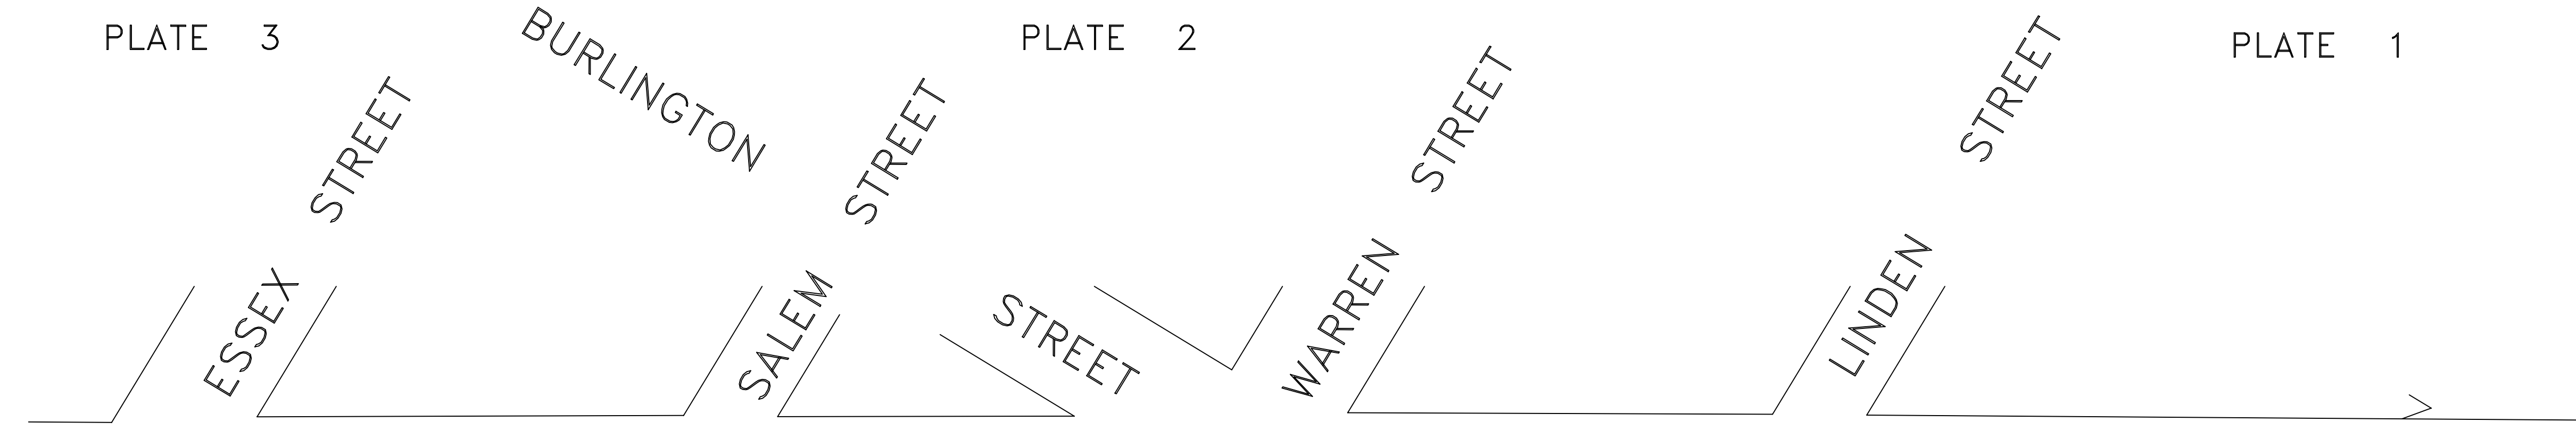 PLATE 3
PLATE 2
PLATE 1
ESSEX STREET
BURLINGTON STREET
SALEM STREET
WARREN STREET
LINDEN STREET